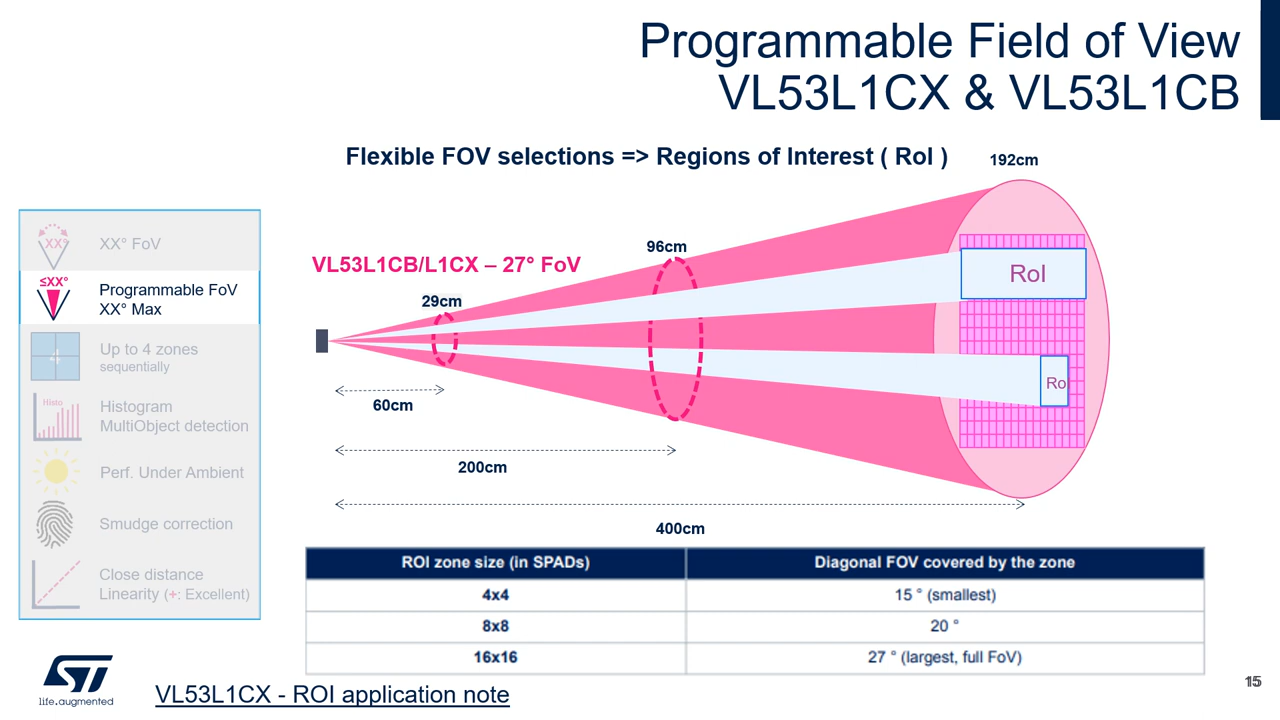 Programmable Field of View
VL53L1CX & VL53L1CB
Flexible FOV selections => Regions of Interest ( RoI )
192cm
XX°
XX° FoV
≤XX°
Programmable FoV
XX° Max
4
Up to 4 zones
sequentially
Histo
Histogram
MultiObject detection
Perf. Under Ambient
Smudge correction
Close distance
Linearity (+: Excellent)
VL53L1CB/L1CX – 27° FoV
96cm
29cm
RoI
Ro
60cm
200cm
400cm
ROI zone size (in SPADs) Diagonal FOV covered by the zone
4x4 15 ° (smallest)
8x8 20 °
16x16 27 ° (largest, full FoV)
ST
life.augmented
VL53L1CX - ROI application note
15